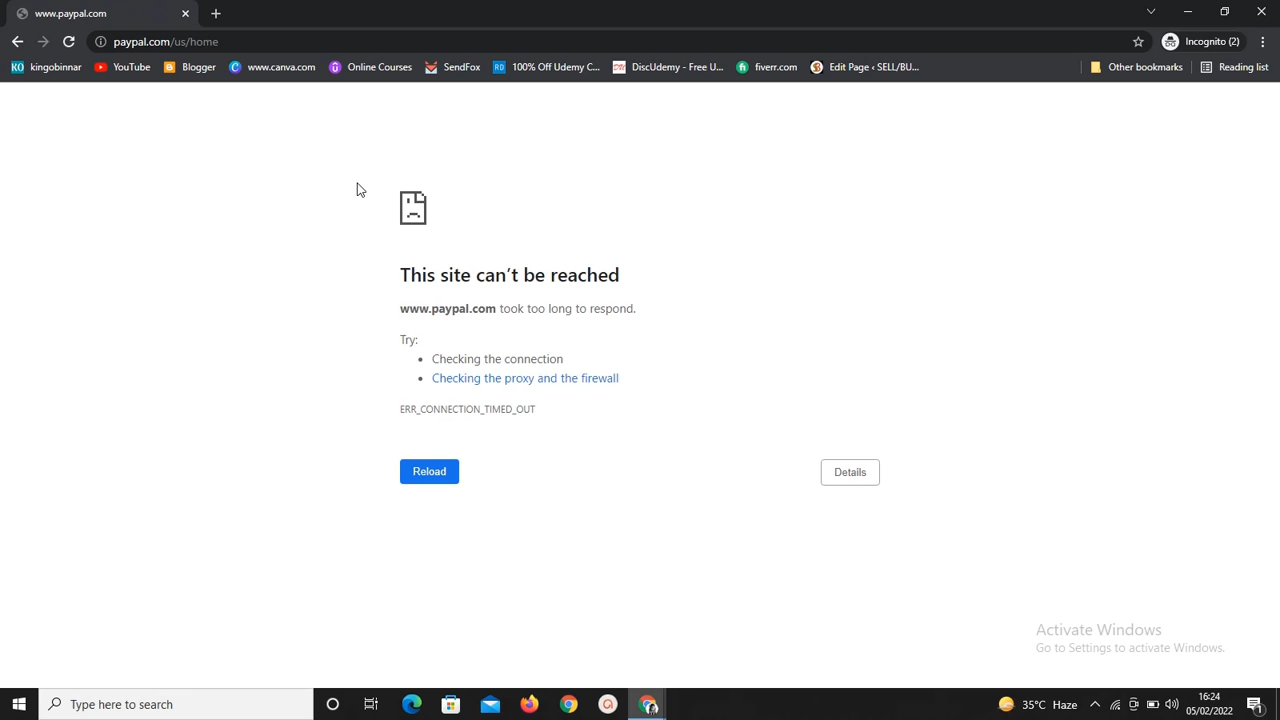 www.paypal.com
paypal.com/us/home
Incognito (2)
KO kingobinnar YouTube Blogger www.canva.com Online Courses SendFox RD 100% Off Udemy C... DiscUdemy - Free U... fi fiverr.com Edit Page ‹ SELL/BU... Other bookmarks Reading list
This site can't be reached
www.paypal.com took too long to respond.
Try:
• Checking the connection
• Checking the proxy and the firewall
ERR_CONNECTION_TIMED_OUT
Reload Details
Activate Windows
Go to Settings to activate Windows.
Type here to search
35°C Haze
16:24
05/02/2022
1